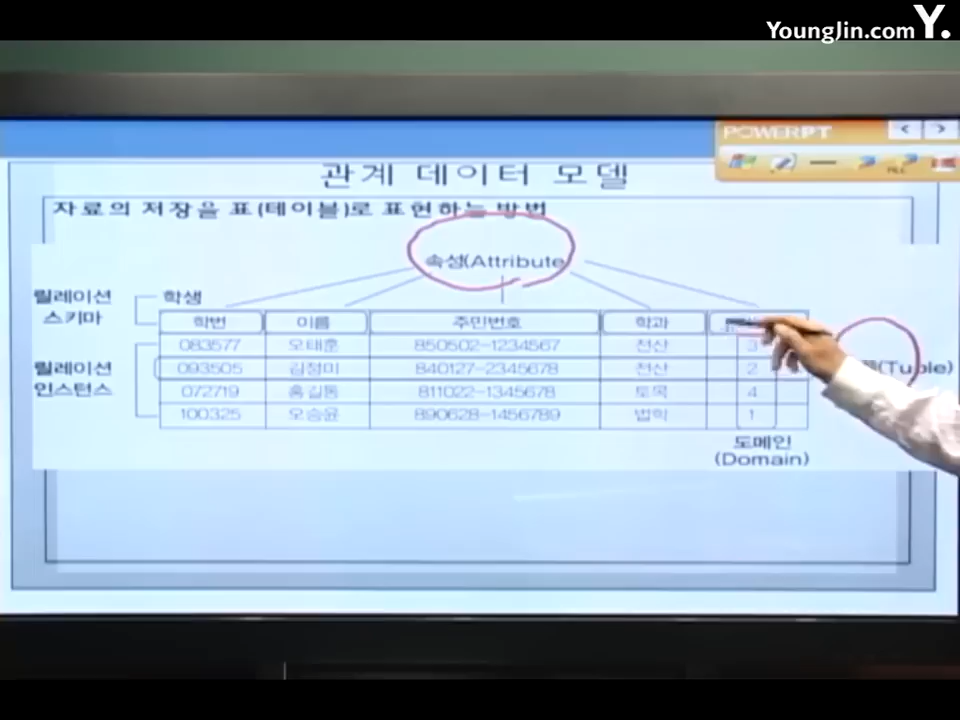 YoungJin.com Y.
POWERPT
관계 데이터 모델
자료의 저장을 표(테이블)로 표현하는 방법
속성(Attribute
릴레이션 스키마
학생
학번 이름 주민번호 학과
릴레이션 인스턴스
083577 오태훈 850502-1234567 전산 3
093505 김정미 840127-2345678 전산 2
(Tuple)
072719 홍길동 811022-1345678 토목 4
100325 오승윤 890628-1456789 법학 1
도메인
(Domain)